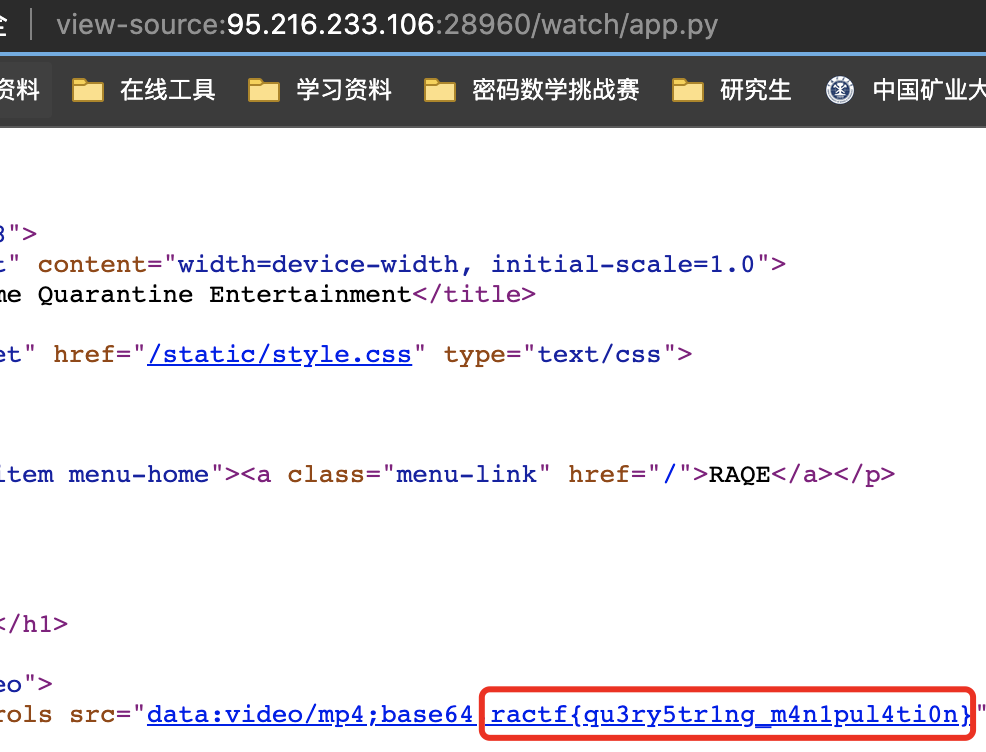 view-source:95.216.233.106:28960/watch/app.py
资料 在线工具 学习资料 密码数学挑战赛 研究生 中国矿业大
">
" content="width=device-width, initial-scale=1.0">
me Quarantine Entertainment</title>
et" href="/static/style.css" type="text/css">
item menu-home"><a class="menu-link" href="/">RAQE</a></p>
</h1>
eo">
rols src="data:video/mp4;base64,ractf{qu3ry5tr1ng_m4n1pul4ti0n}"